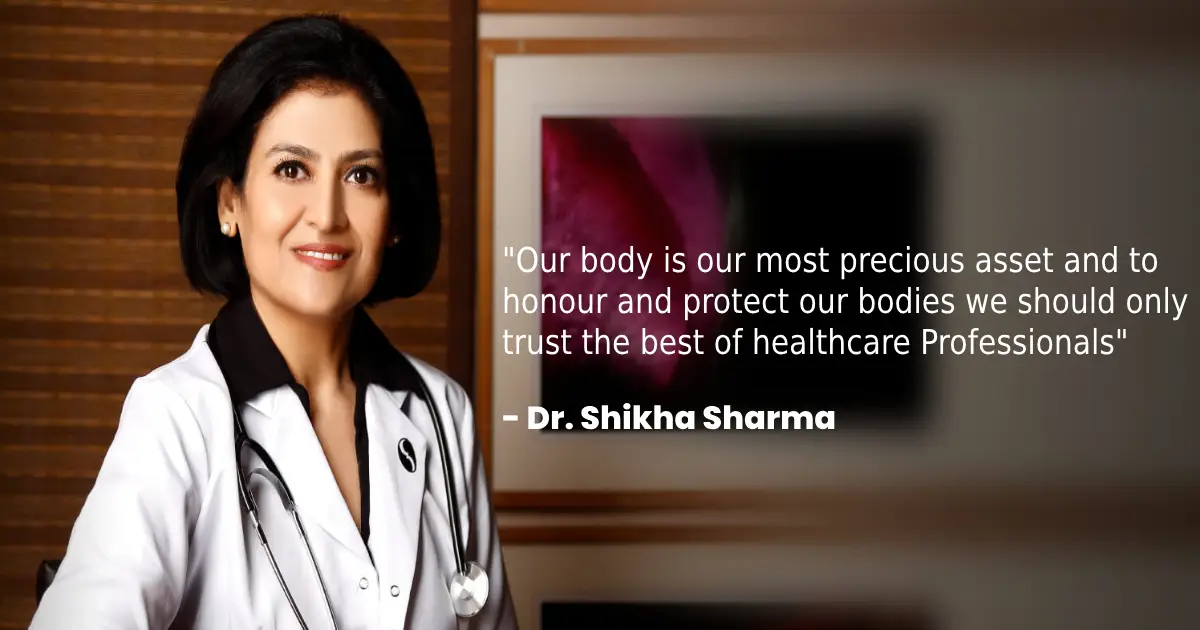 "Our body is our most precious asset and to
honour and protect our bodies we should only
trust the best of healthcare Professionals"
- Dr. Shikha Sharma